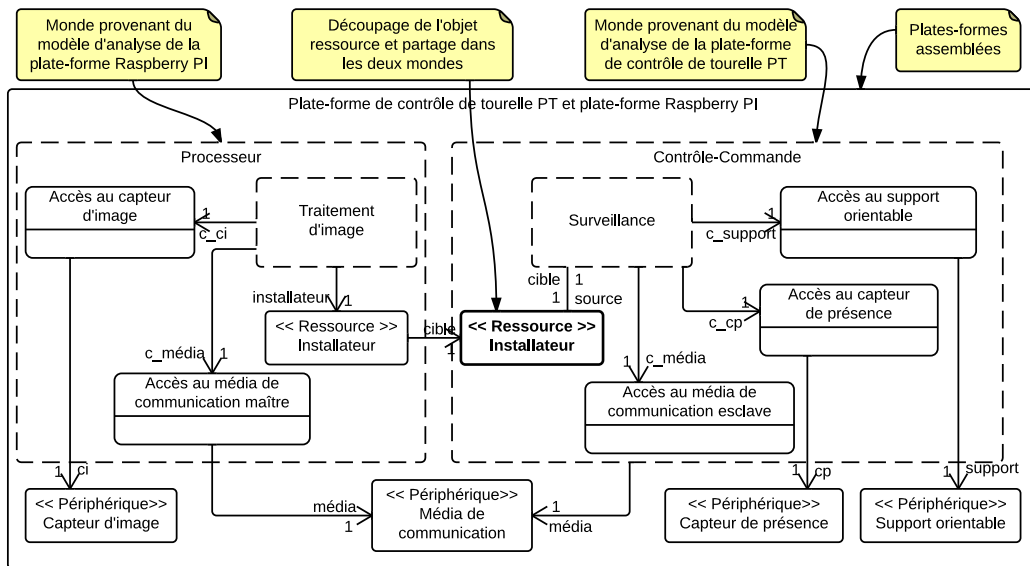 Monde provenant du
modèle d'analyse de la
plate-forme Raspberry PI
Découpage de l'objet
ressource et partage dans
les deux mondes
Monde provenant du modèle
d'analyse de la plate-forme
de contrôle de tourelle PT
Plates-formes
assemblées
Plate-forme de contrôle de tourelle PT et plate-forme Raspberry PI
Processeur
Accès au capteur
d'image
1
c_ci
Traitement
d'image
installateur
1
<< Ressource >>
Installateur
cible
1
c_média
1
Accès au média de
communication maître
Contrôle-Commande
Surveillance
1
c_support
Accès au support
orientable
cible
1
1
source
<< Ressource >>
Installateur
1
c_cp
Accès au capteur
de présence
c_média
1
Accès au média de
communication esclave
1
ci
<< Périphérique>>
Capteur d'image
média
1
<< Périphérique>>
Média de
communication
1
média
1
cp
<< Périphérique>>
Capteur de présence
1
support
<< Périphérique>>
Support orientable